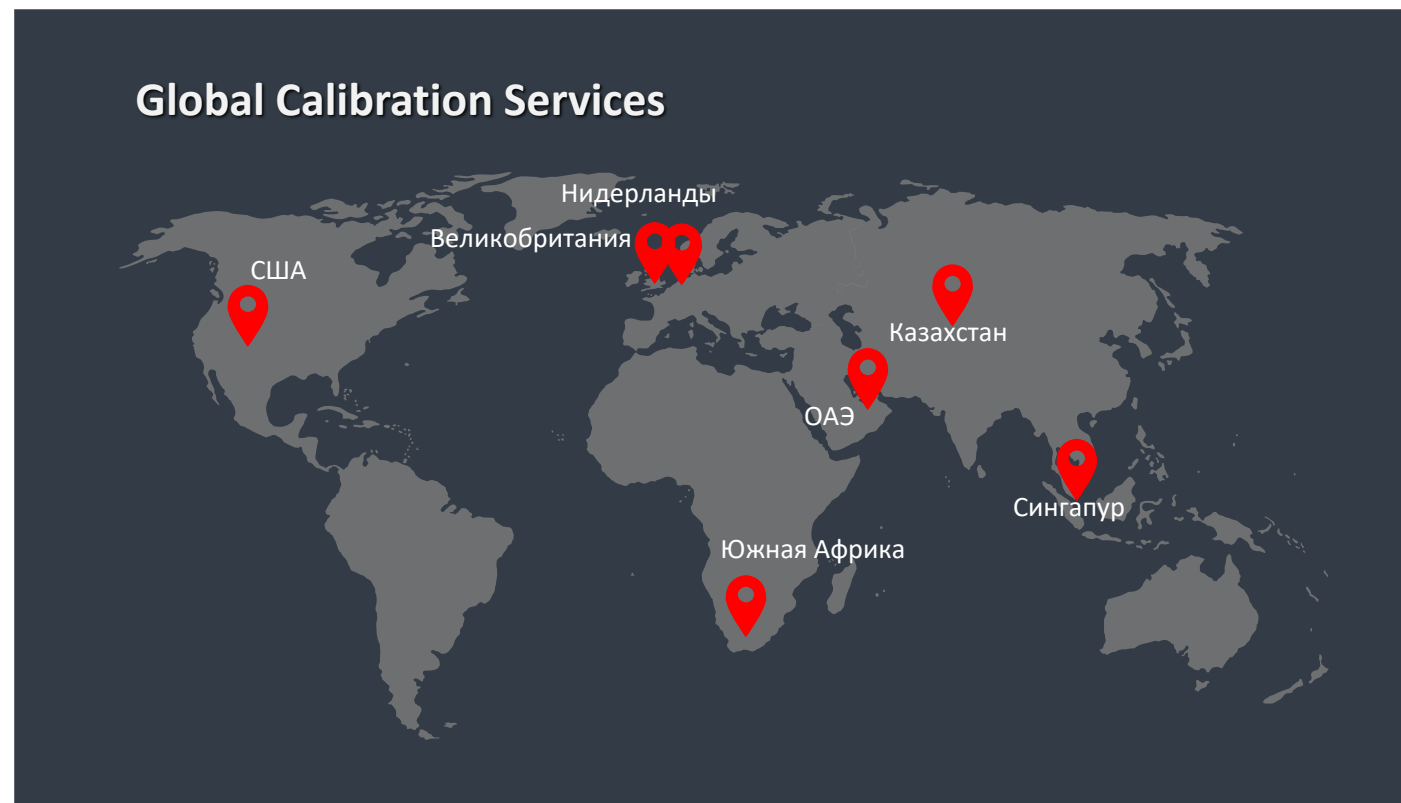 Global Calibration Services
Нидерланды
Великобритания
США
Казахстан
ОАЭ
Сингапур
Южная Африка